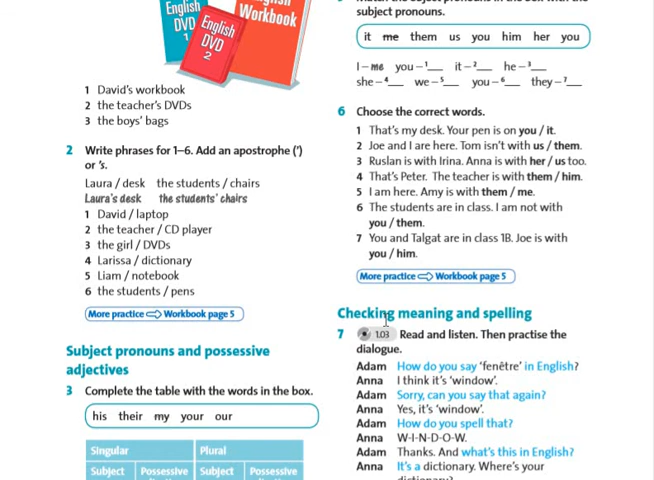 English
DVD
1
English
DVD
2
Workbook
1 David's workbook
2 the teacher's DVDs
3 the boys' bags
2 Write phrases for 1–6. Add an apostrophe (')
or 's.
Laura / desk the students / chairs
Laura's desk the students' chairs
1 David / laptop
2 the teacher / CD player
3 the girl / DVDs
4 Larissa / dictionary
5 Liam / notebook
6 the students / pens
More practice ⇨ Workbook page 5
Subject pronouns and possessive
adjectives
3 Complete the table with the words in the box.
his their my your our
Singular Plural
Subject Possessive Subject Possessive
subject pronouns.
it me them us you him her you
I – me you – 1__ it – 2__ he – 3__
she – 4__ we – 5__ you – 6__ they – 7__
6 Choose the correct words.
1 That's my desk. Your pen is on you / it.
2 Joe and I are here. Tom isn't with us / them.
3 Ruslan is with Irina. Anna is with her / us too.
4 That's Peter. The teacher is with them / him.
5 I am here. Amy is with them / me.
6 The students are in class. I am not with
you / them.
7 You and Talgat are in class 1B. Joe is with
you / him.
More practice ⇨ Workbook page 5
Checking meaning and spelling
7 1.03 Read and listen. Then practise the
dialogue.
Adam How do you say 'fenêtre' in English?
Anna I think it's 'window'.
Adam Sorry, can you say that again?
Anna Yes, it's 'window'.
Adam How do you spell that?
Anna W-I-N-D-O-W.
Adam Thanks. And what's this in English?
Anna It's a dictionary. Where's your